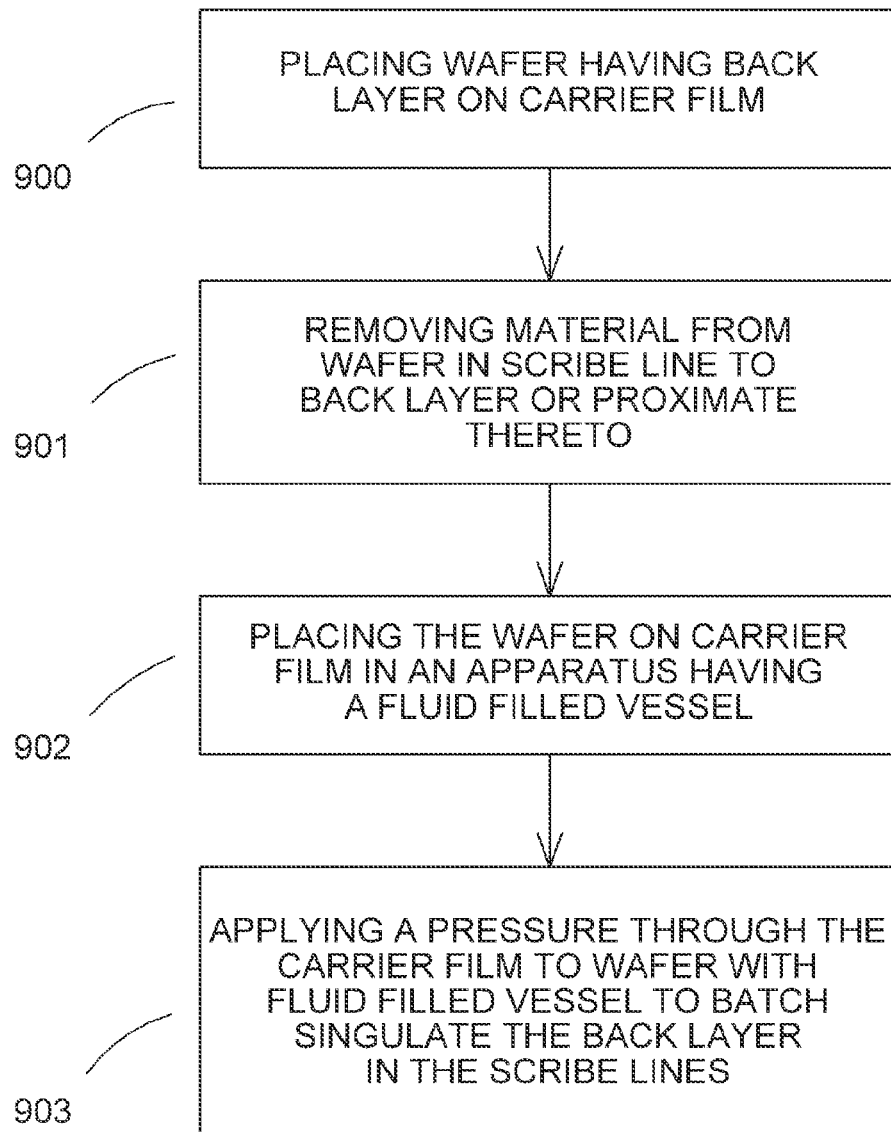 PLACING WAFER HAVING BACK
LAYER ON CARRIER FILM
900
REMOVING MATERIAL FROM
WAFER IN SCRIBE LINE TO
BACK LAYER OR PROXIMATE
THERETO
901
PLACING THE WAFER ON CARRIER
FILM IN AN APPARATUS HAVING
A FLUID FILLED VESSEL
902
APPLYING A PRESSURE THROUGH THE
CARRIER FILM TO WAFER WITH
FLUID FILLED VESSEL TO BATCH
SINGULATE THE BACK LAYER
IN THE SCRIBE LINES
903